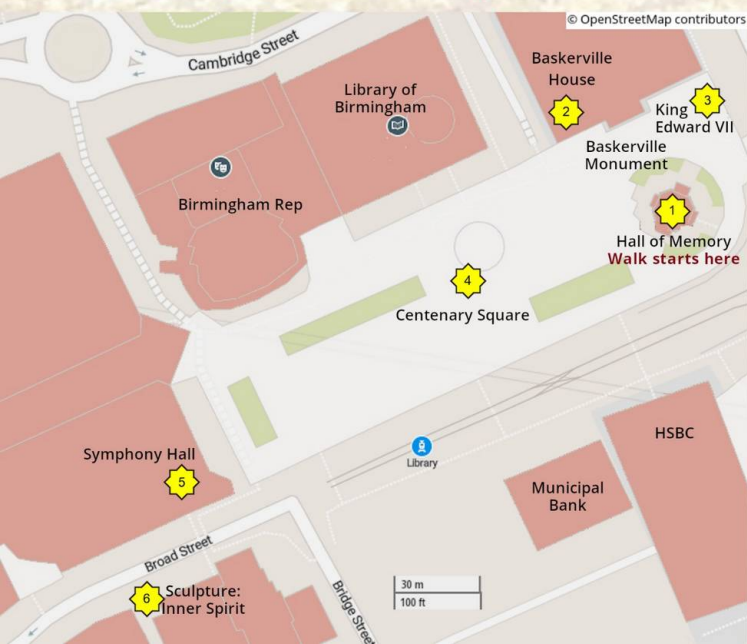 © OpenStreetMap contributors
Cambridge Street
Baskerville
House
2
Library of
Birmingham
3
King
Edward VII
Baskerville
Monument
Birmingham Rep
1
Hall of Memory
Walk starts here
4
Centenary Square
HSBC
Symphony Hall
5
Library
Municipal
Bank
Broad Street
6
Sculpture:
Inner Spirit
Bridge Street
30 m
100 ft